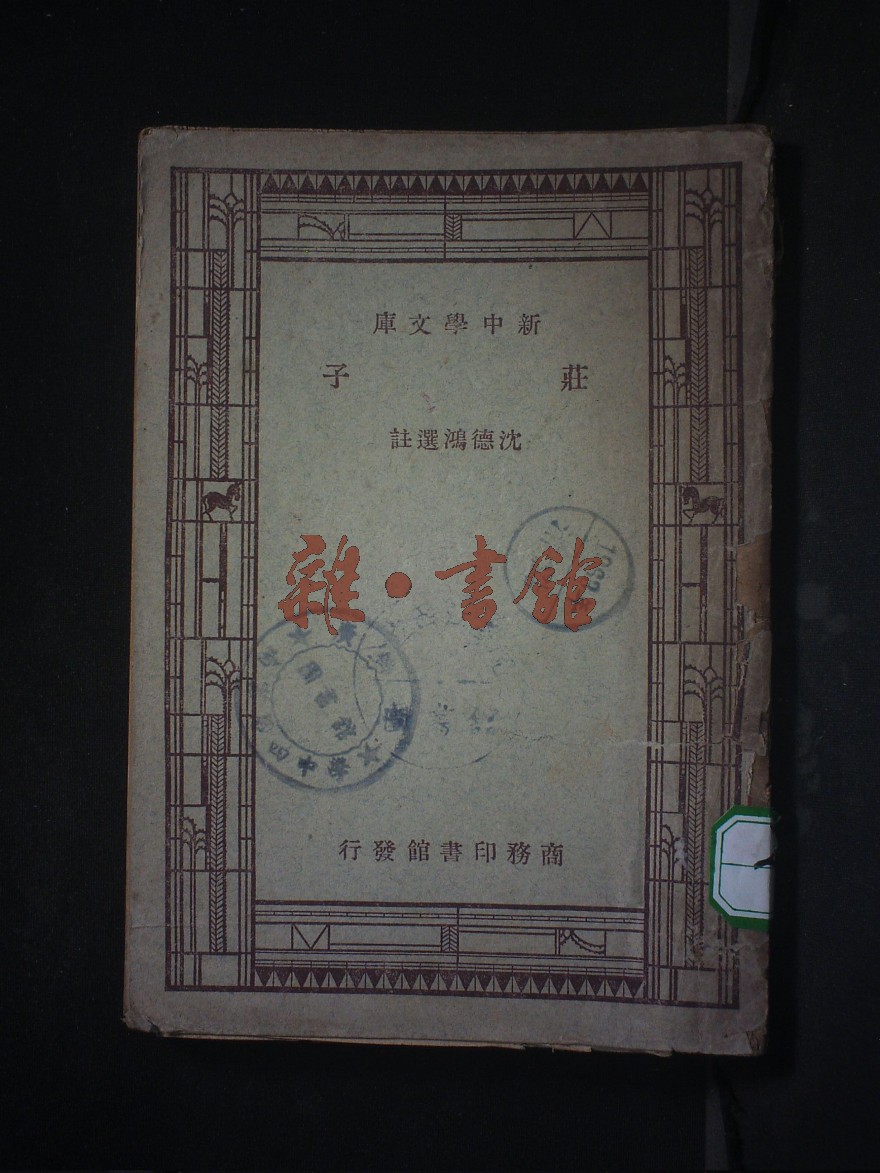 新中學文庫
莊子
沈德鴻選註
雜·書館
商務印書館發行